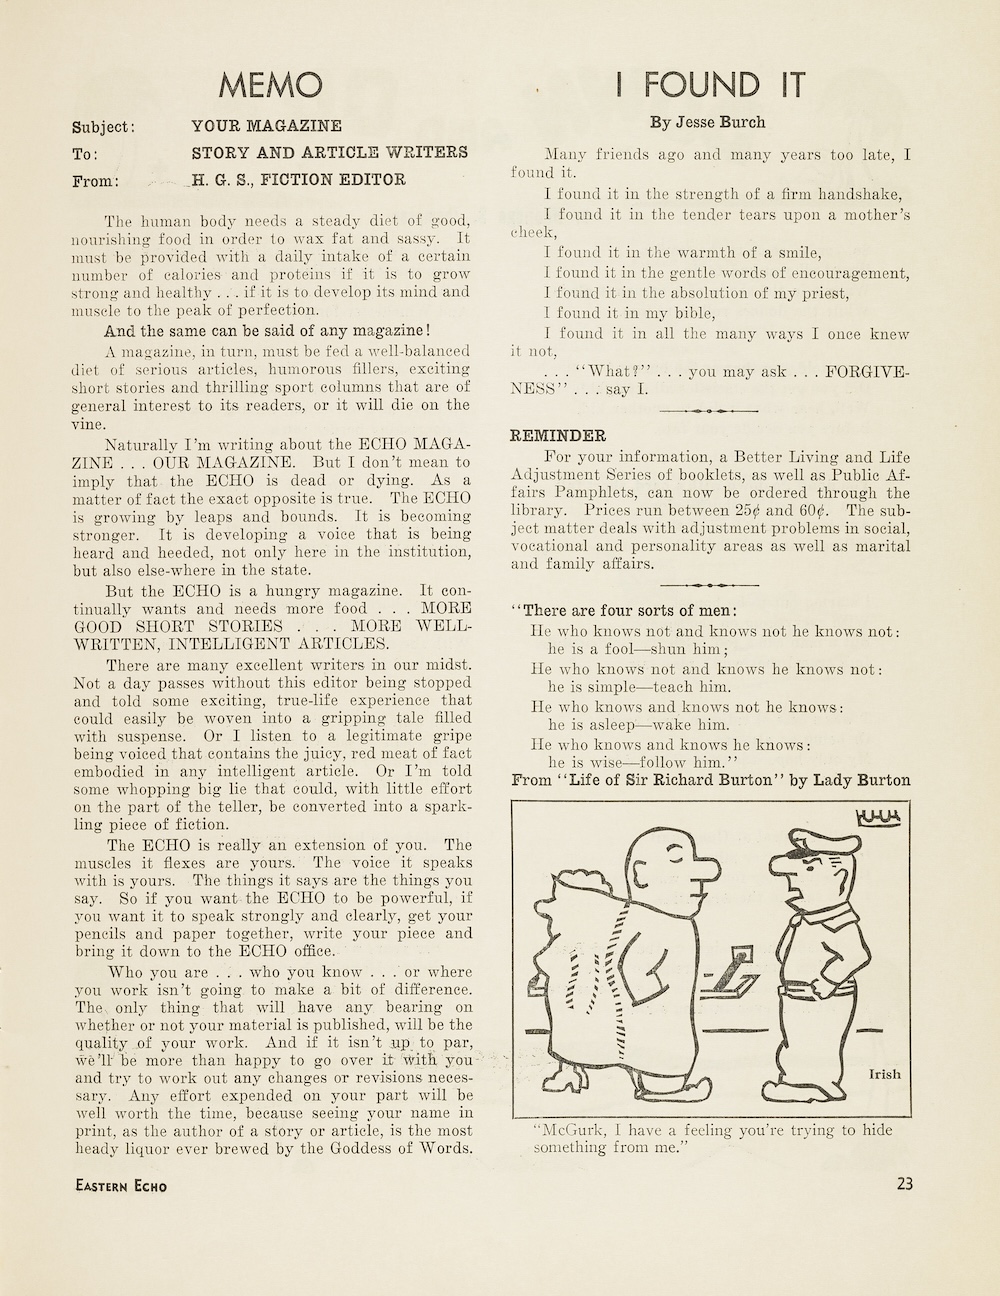 MEMO
Subject: YOUR MAGAZINE
To: STORY AND ARTICLE WRITERS
From: H. G. S., FICTION EDITOR
The human body needs a steady diet of good,
nourishing food in order to wax fat and sassy. It
must be provided with a daily intake of a certain
number of calories and proteins if it is to grow
strong and healthy . . . if it is to develop its mind and
muscle to the peak of perfection.
And the same can be said of any magazine!
A magazine, in turn, must be fed a well-balanced
diet of serious articles, humorous fillers, exciting
short stories and thrilling sport columns that are of
general interest to its readers, or it will die on the
vine.
Naturally I'm writing about the ECHO MAGA-
ZINE . . . OUR MAGAZINE. But I don't mean to
imply that the ECHO is dead or dying. As a
matter of fact the exact opposite is true. The ECHO
is growing by leaps and bounds. It is becoming
stronger. It is developing a voice that is being
heard and heeded, not only here in the institution,
but also else-where in the state.
But the ECHO is a hungry magazine. It con-
tinually wants and needs more food . . . MORE
GOOD SHORT STORIES . . . MORE WELL-
WRITTEN, INTELLIGENT ARTICLES.
There are many excellent writers in our midst.
Not a day passes without this editor being stopped
and told some exciting, true-life experience that
could easily be woven into a gripping tale filled
with suspense. Or I listen to a legitimate gripe
being voiced that contains the juicy, red meat of fact
embodied in any intelligent article. Or I'm told
some whopping big lie that could, with little effort
on the part of the teller, be converted into a spark-
ling piece of fiction.
The ECHO is really an extension of you. The
muscles it flexes are yours. The voice it speaks
with is yours. The things it says are the things you
say. So if you want the ECHO to be powerful, if
you want it to speak strongly and clearly, get your
pencils and paper together, write your piece and
bring it down to the ECHO office.
Who you are . . . who you know . . . or where
you work isn't going to make a bit of difference.
The only thing that will have any bearing on
whether or not your material is published, will be the
quality of your work. And if it isn't up to par,
we'll be more than happy to go over it with you
and try to work out any changes or revisions neces-
sary. Any effort expended on your part will be
well worth the time, because seeing your name in
print, as the author of a story or article, is the most
heady liquor ever brewed by the Goddess of Words.
I FOUND IT
By Jesse Burch
Many friends ago and many years too late, I
found it.
I found it in the strength of a firm handshake,
I found it in the tender tears upon a mother's
cheek,
I found it in the warmth of a smile,
I found it in the gentle words of encouragement,
I found it in the absolution of my priest,
I found it in my bible,
I found it in all the many ways I once knew
it not,
. . . "What?" . . . you may ask . . . FORGIVE-
NESS" . . . say I.
REMINDER
For your information, a Better Living and Life
Adjustment Series of booklets, as well as Public Af-
fairs Pamphlets, can now be ordered through the
library. Prices run between 25¢ and 60¢. The sub-
ject matter deals with adjustment problems in social,
vocational and personality areas as well as marital
and family affairs.
"There are four sorts of men:
He who knows not and knows not he knows not:
he is a fool—shun him;
He who knows not and knows he knows not:
he is simple—teach him.
He who knows and knows not he knows:
he is asleep—wake him.
He who knows and knows he knows:
he is wise—follow him."
From "Life of Sir Richard Burton" by Lady Burton
Irish
"McGurk, I have a feeling you're trying to hide
something from me."
EASTERN ECHO
23